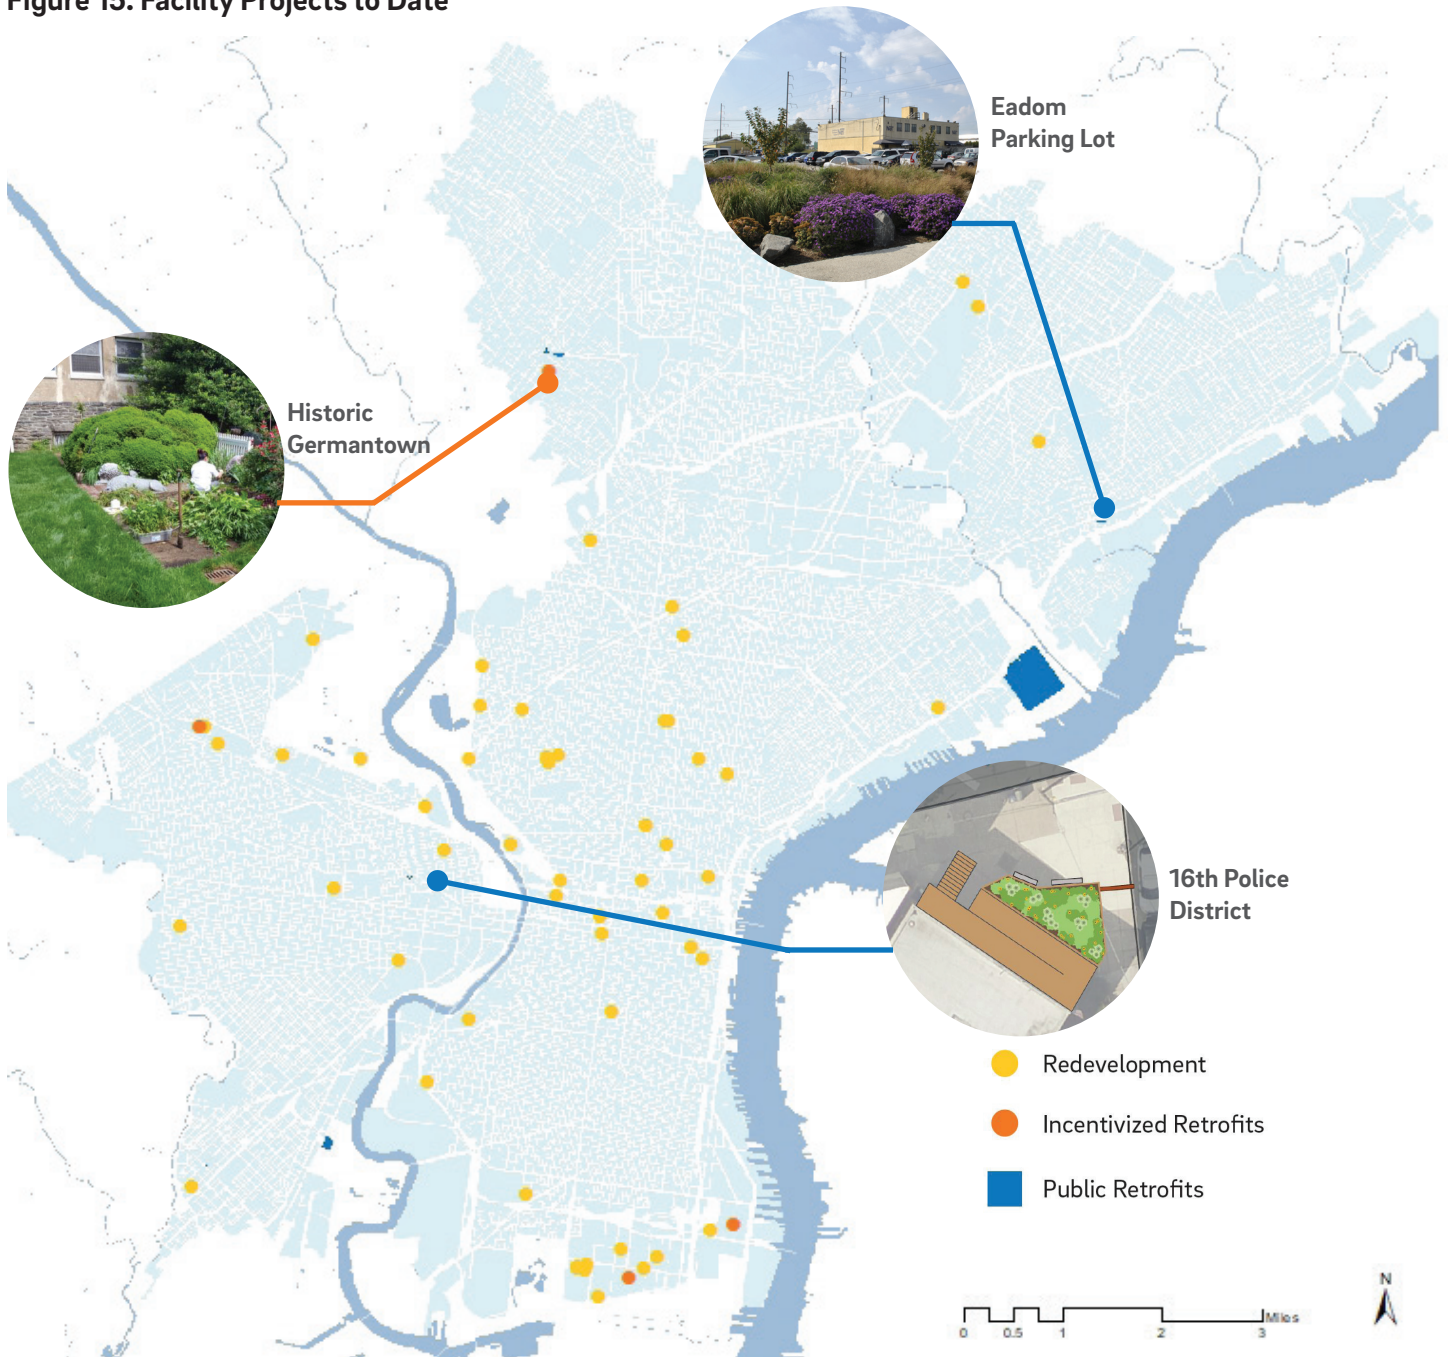 Figure 15: Facility Projects to Date
Eadom
Parking Lot
Historic
Germantown
16th Police
District
Redevelopment
Incentivized Retrofits
Public Retrofits
N
Miles
0 0.5 1 2 3